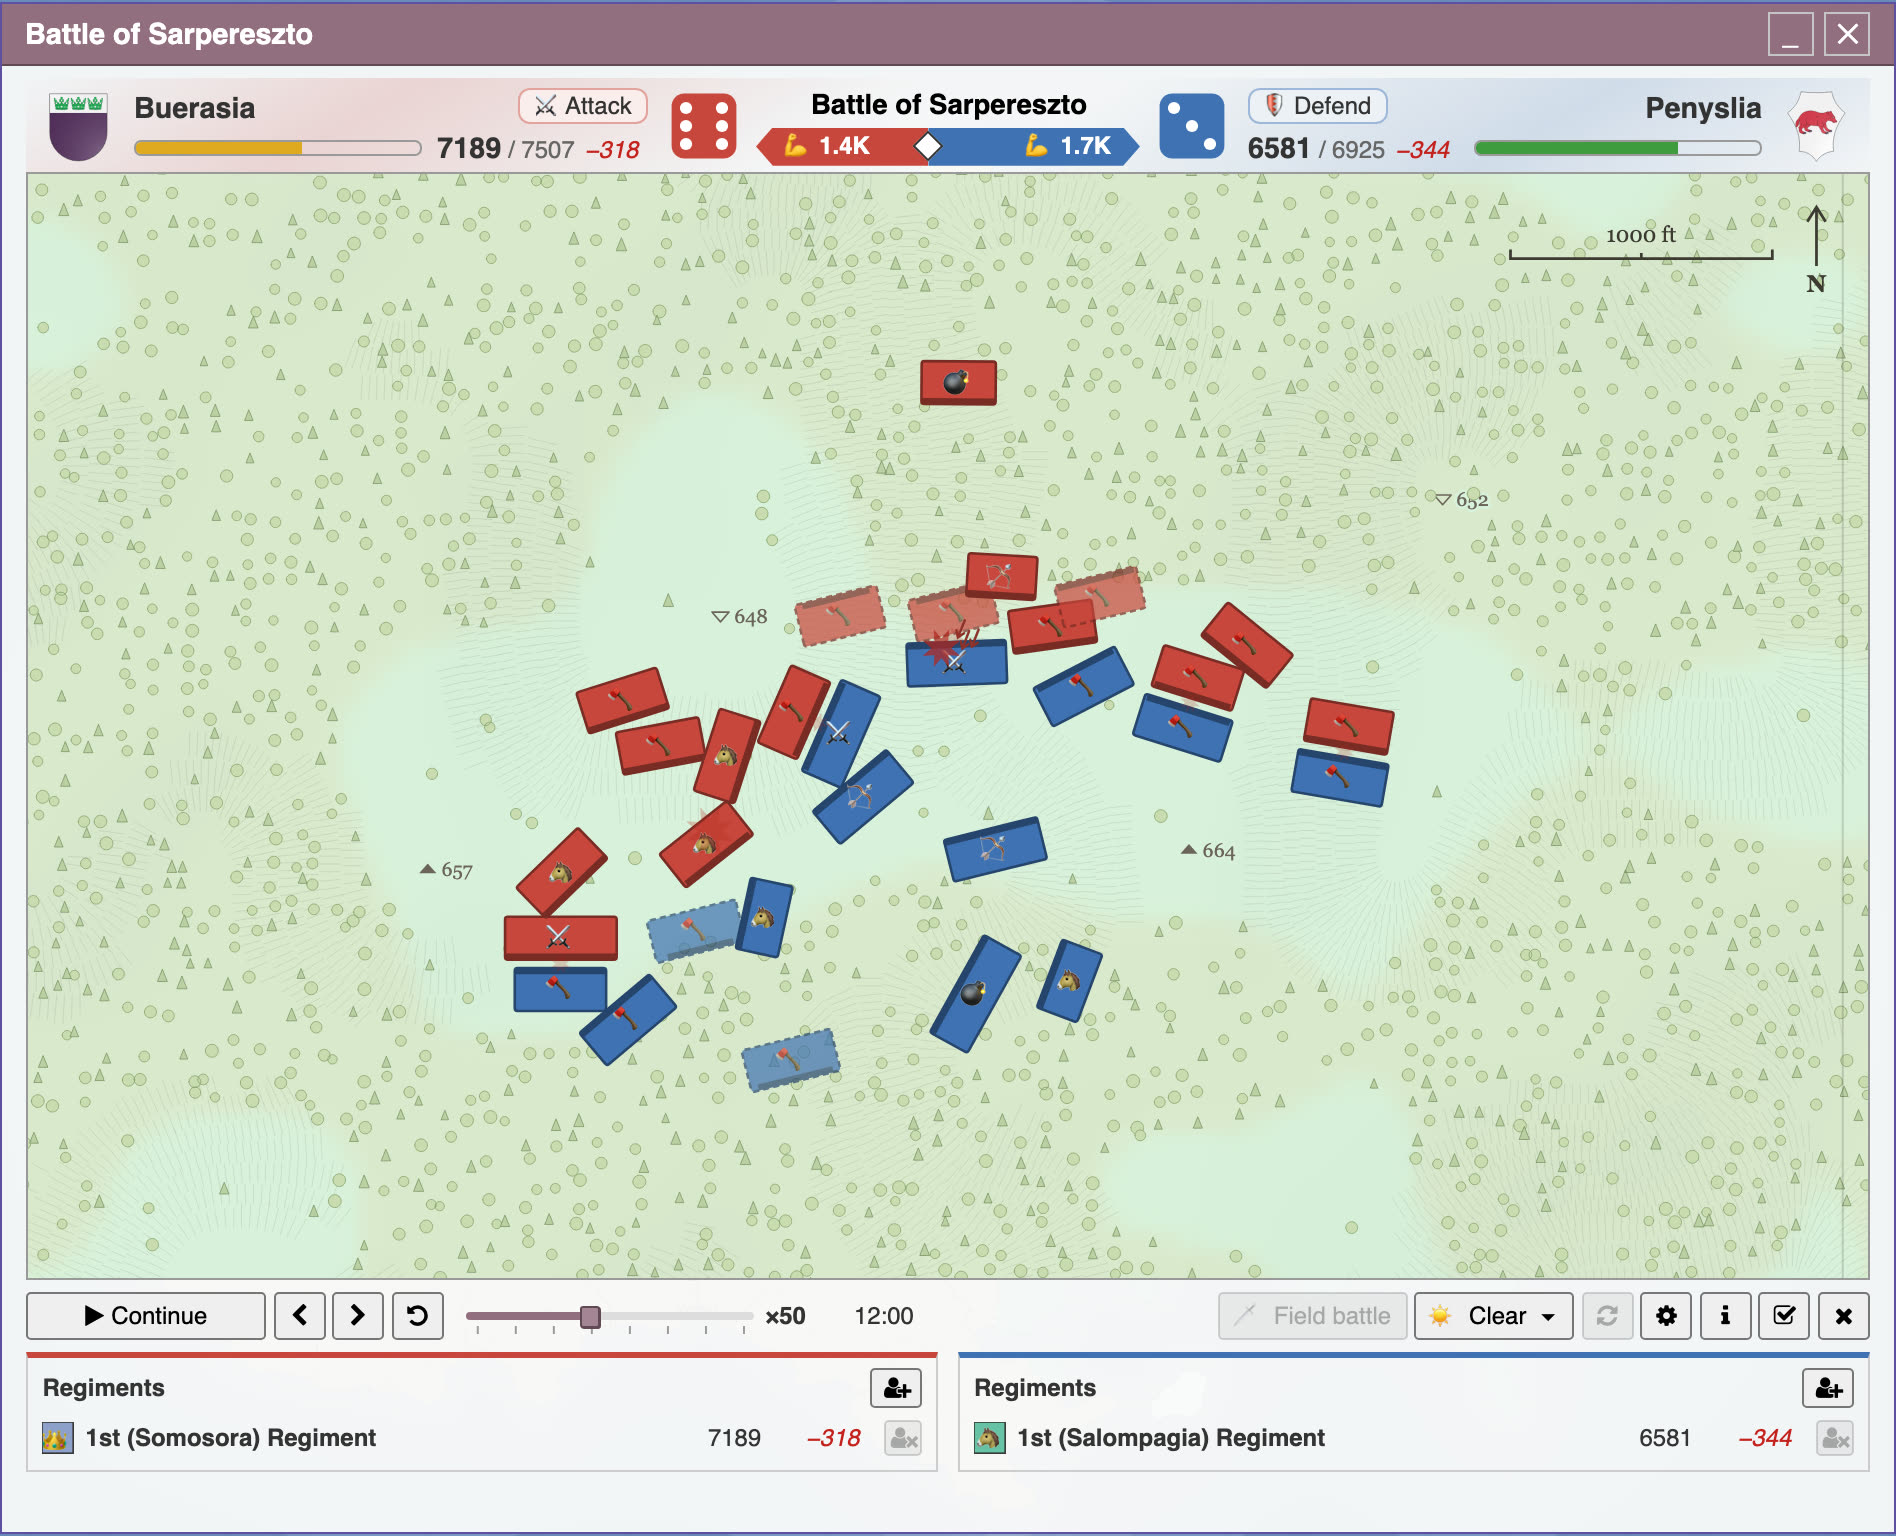 Battle of Sarpereszto
Buerasia
Attack
7189 / 7507 –318
Battle of Sarpereszto
1.4K
1.7K
Defend
6581 / 6925 –344
Penyslia
1000 ft
N
652
648
657
664
Continue
×50
12:00
Field battle
Clear
Regiments
1st (Somosora) Regiment 7189 –318
Regiments
1st (Salompagia) Regiment 6581 –344